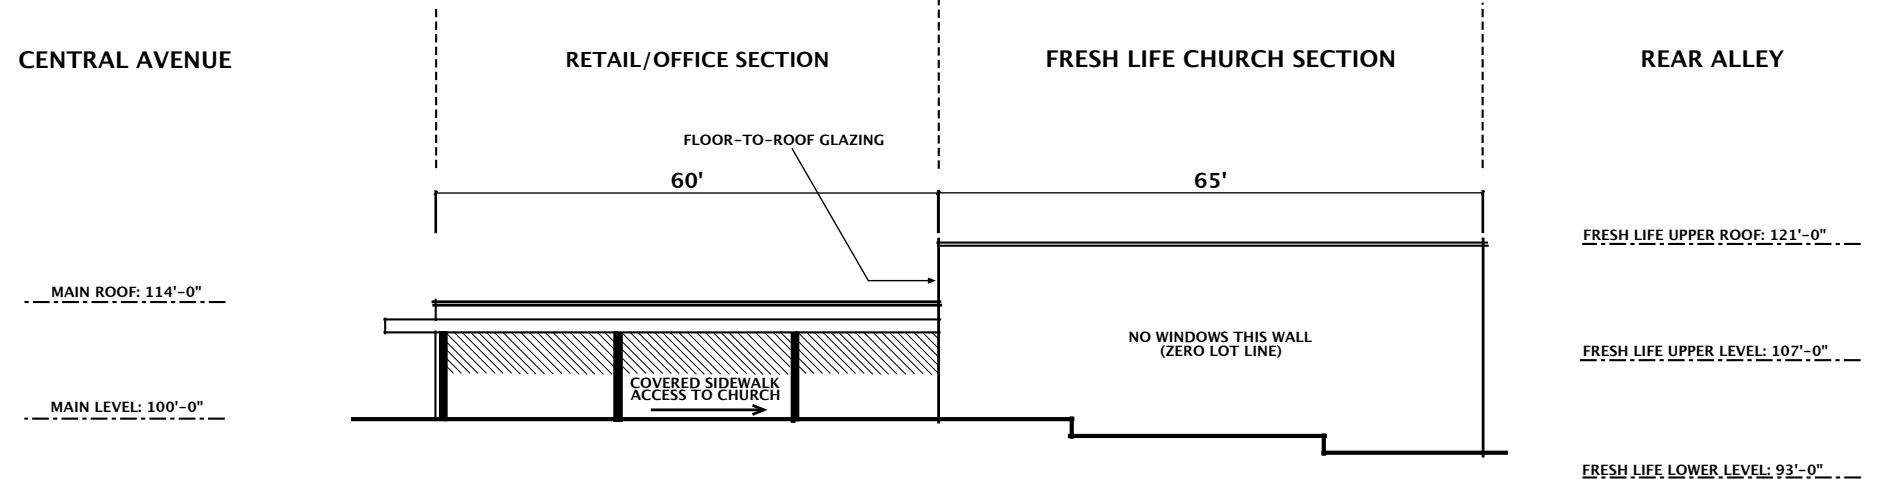 CENTRAL AVENUE
RETAIL/OFFICE SECTION
FRESH LIFE CHURCH SECTION
REAR ALLEY
FLOOR-TO-ROOF GLAZING
60'
65'
FRESH LIFE UPPER ROOF: 121'-0"
MAIN ROOF: 114'-0"
NO WINDOWS THIS WALL
(ZERO LOT LINE)
FRESH LIFE UPPER LEVEL: 107'-0"
COVERED SIDEWALK
ACCESS TO CHURCH
MAIN LEVEL: 100'-0"
FRESH LIFE LOWER LEVEL: 93'-0"